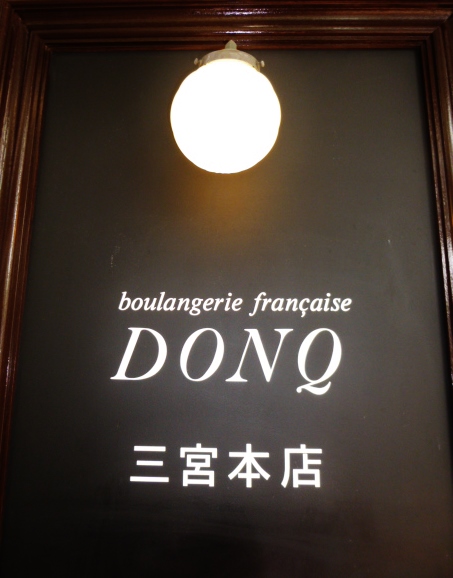 boulangerie française
DONQ
三宮本店